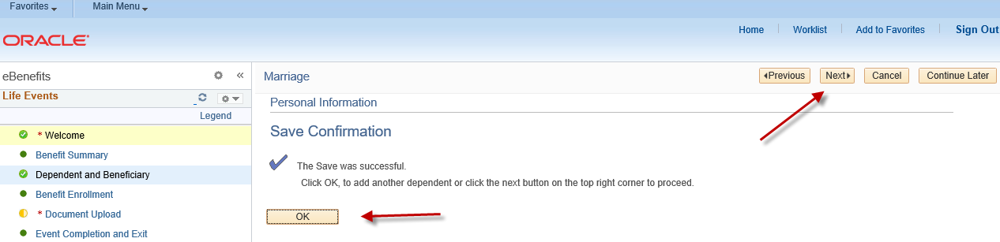 Favorites Main Menu
ORACLE
Home Worklist Add to Favorites Sign Out
eBenefits
Life Events
Legend
* Welcome
Benefit Summary
Dependent and Beneficiary
Benefit Enrollment
* Document Upload
Event Completion and Exit
Marriage
Previous Next Cancel Continue Later
Personal Information
Save Confirmation
The Save was successful.
Click OK, to add another dependent or click the next button on the top right corner to proceed.
OK